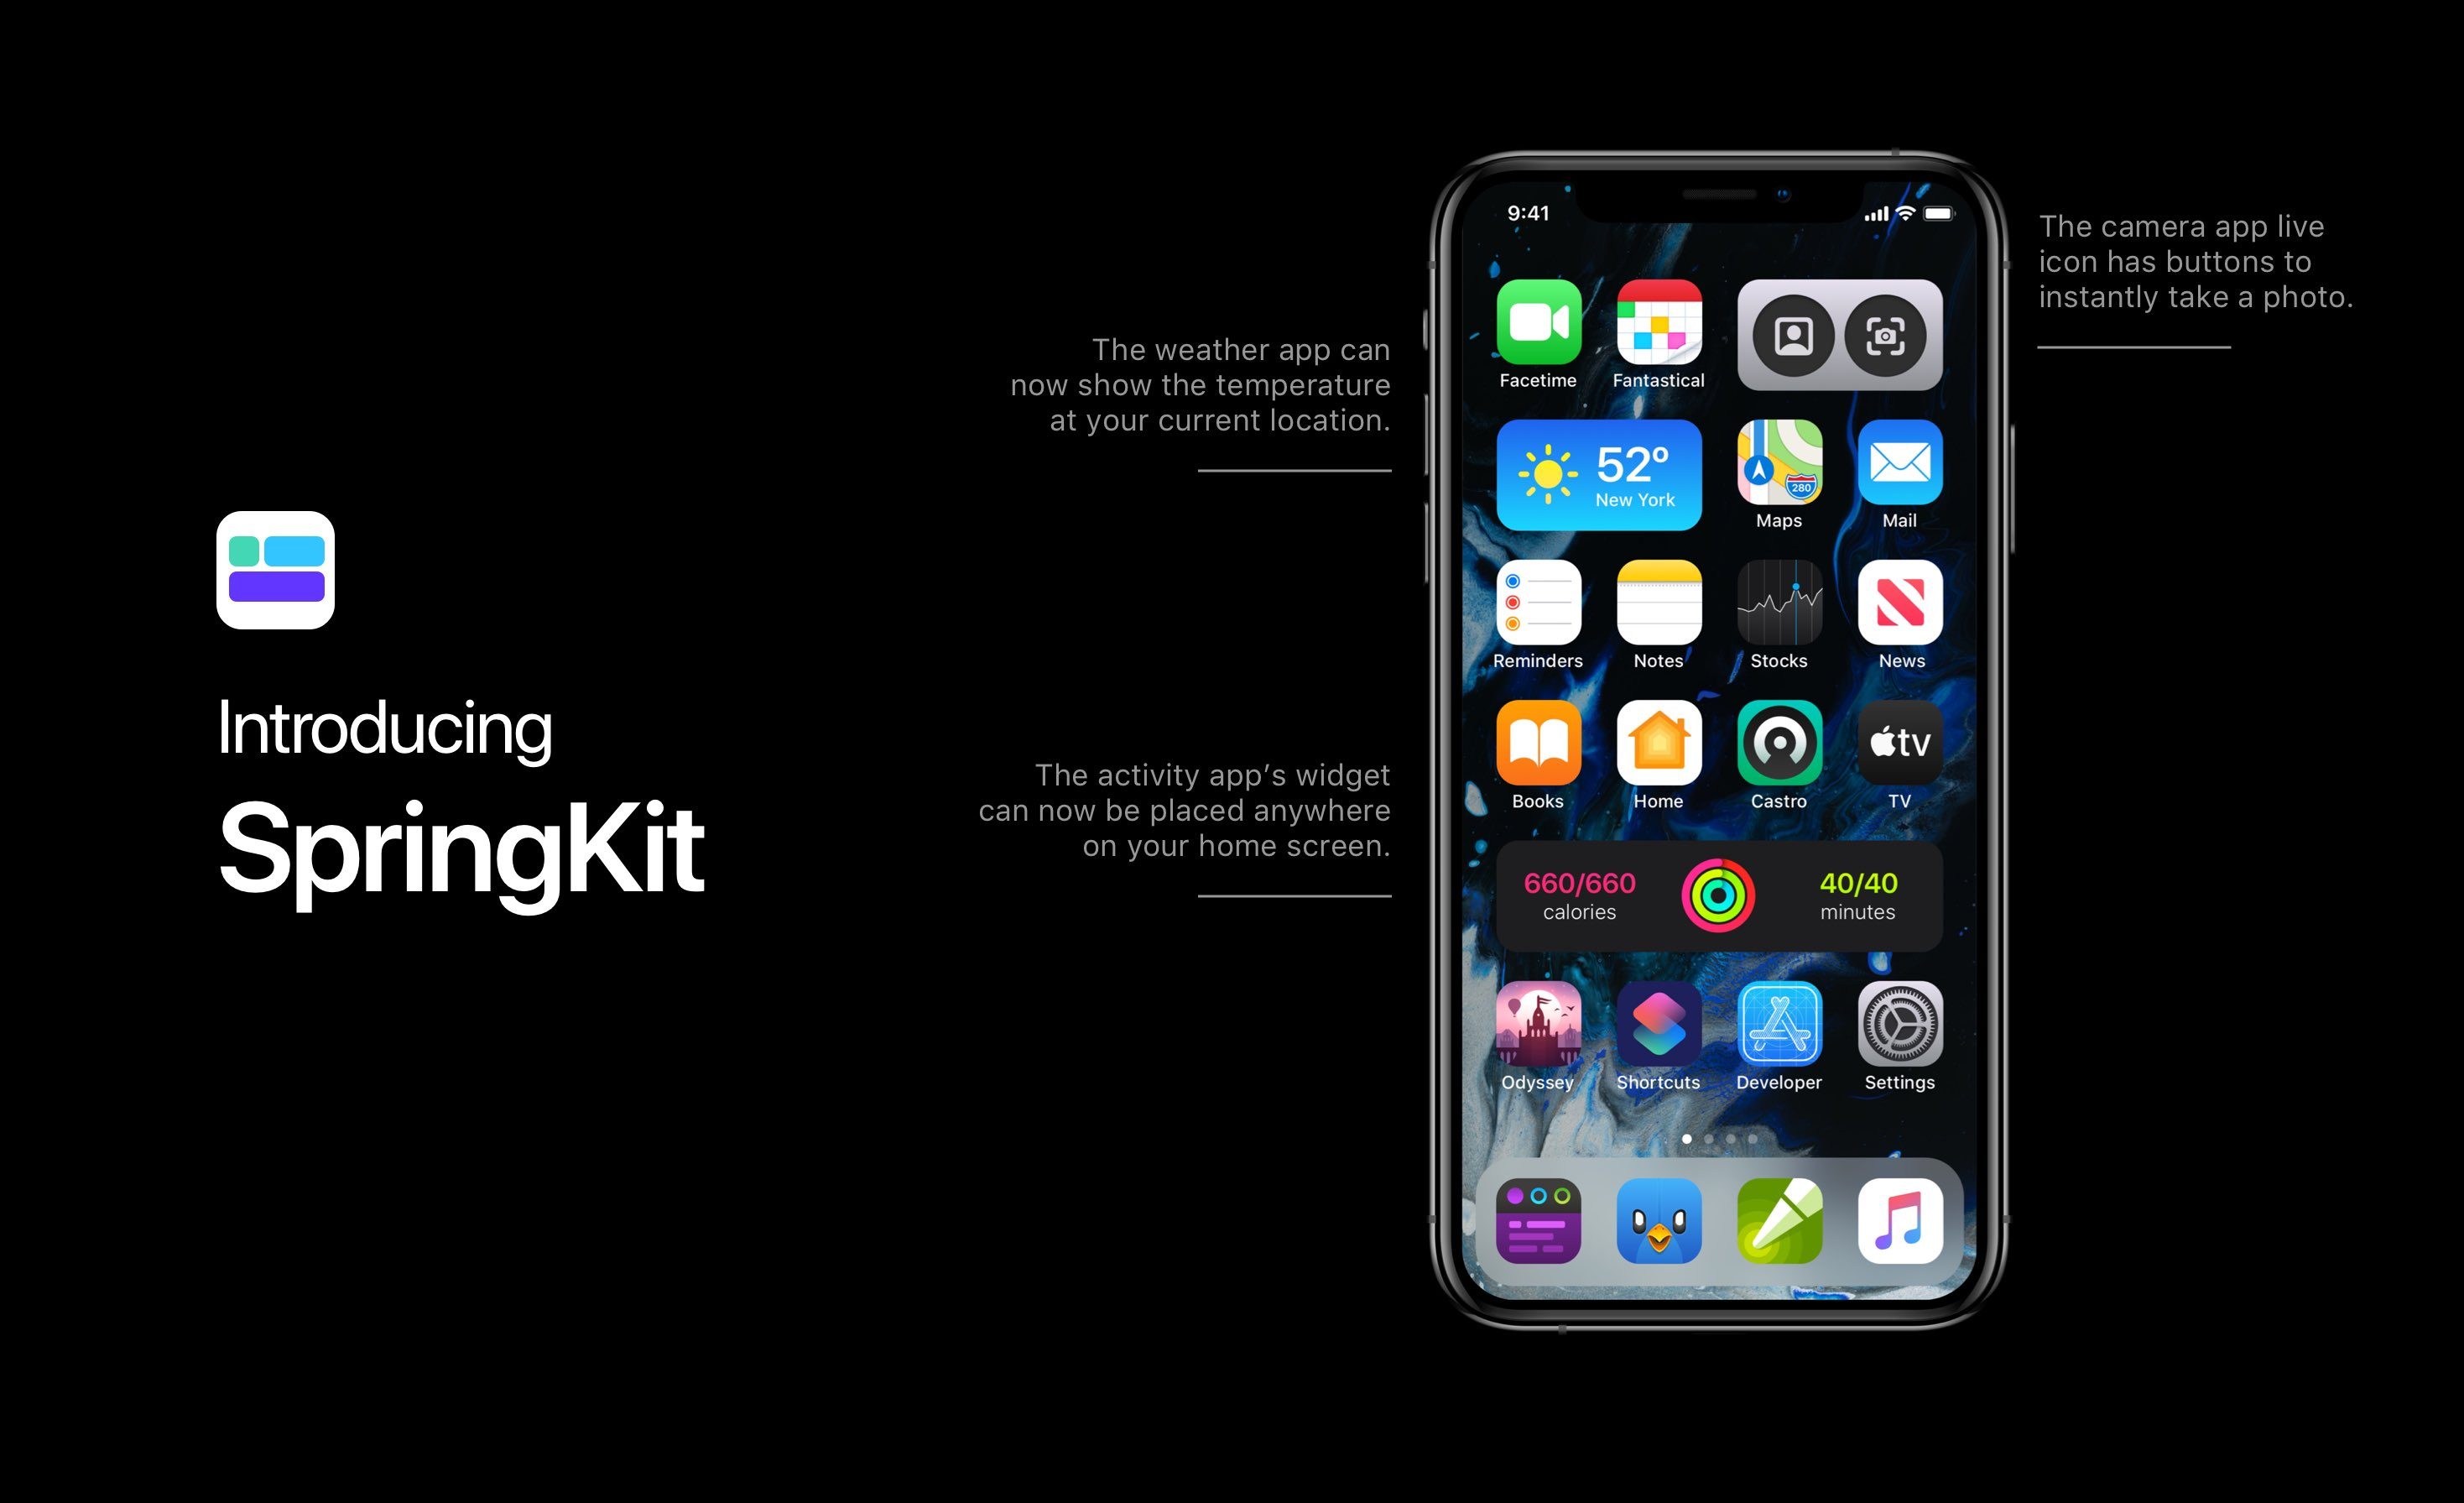 Introducing
SpringKit
The weather app can
now show the temperature
at your current location.
The activity app’s widget
can now be placed anywhere
on your home screen.
9:41
Facetime Fantastical
52º
New York
280
Maps Mail
Reminders Notes Stocks News
tv
Books Home Castro TV
660/660 40/40
calories minutes
Odyssey Shortcuts Developer Settings
The camera app live
icon has buttons to
instantly take a photo.